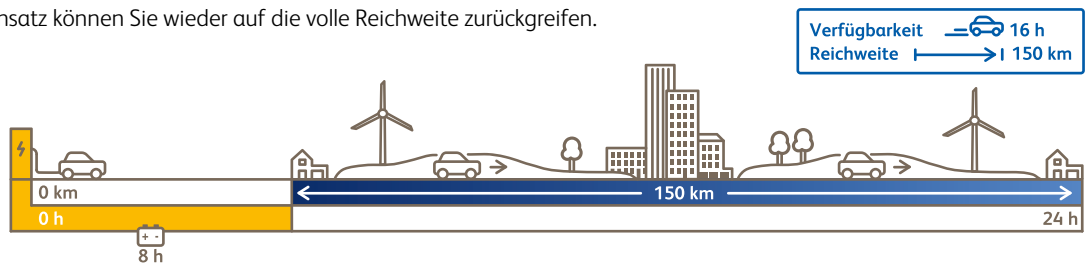 können Sie wieder auf die volle Reichweite zurückgreifen.
Verfügbarkeit 16 h
Reichweite 150 km
0 km
150 km
0 h
24 h
+ -
8 h